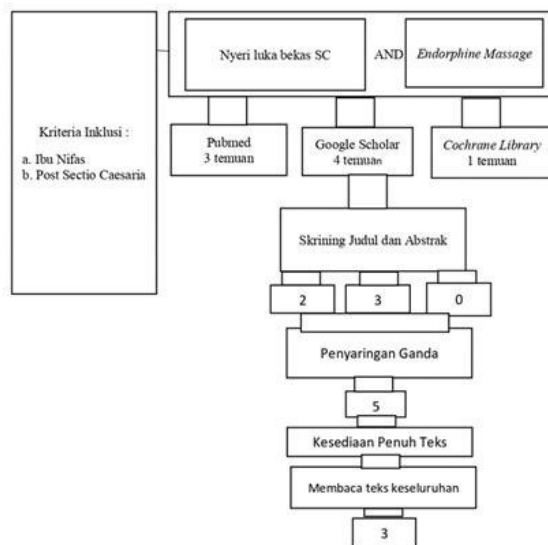 Nyeri luka bekas SC
AND
Endorphine Massage
Kriteria Inklusi :
a. Ibu Nifas
b. Post Sectio Caesaria
Pubmed
3 temuan
Google Scholar
4 temuan
Cochrane Library
1 temuan
Skrining Judul dan Abstrak
2
3
0
Penyaringan Ganda
5
Kesediaan Penuh Teks
Membaca teks keseluruhan
3